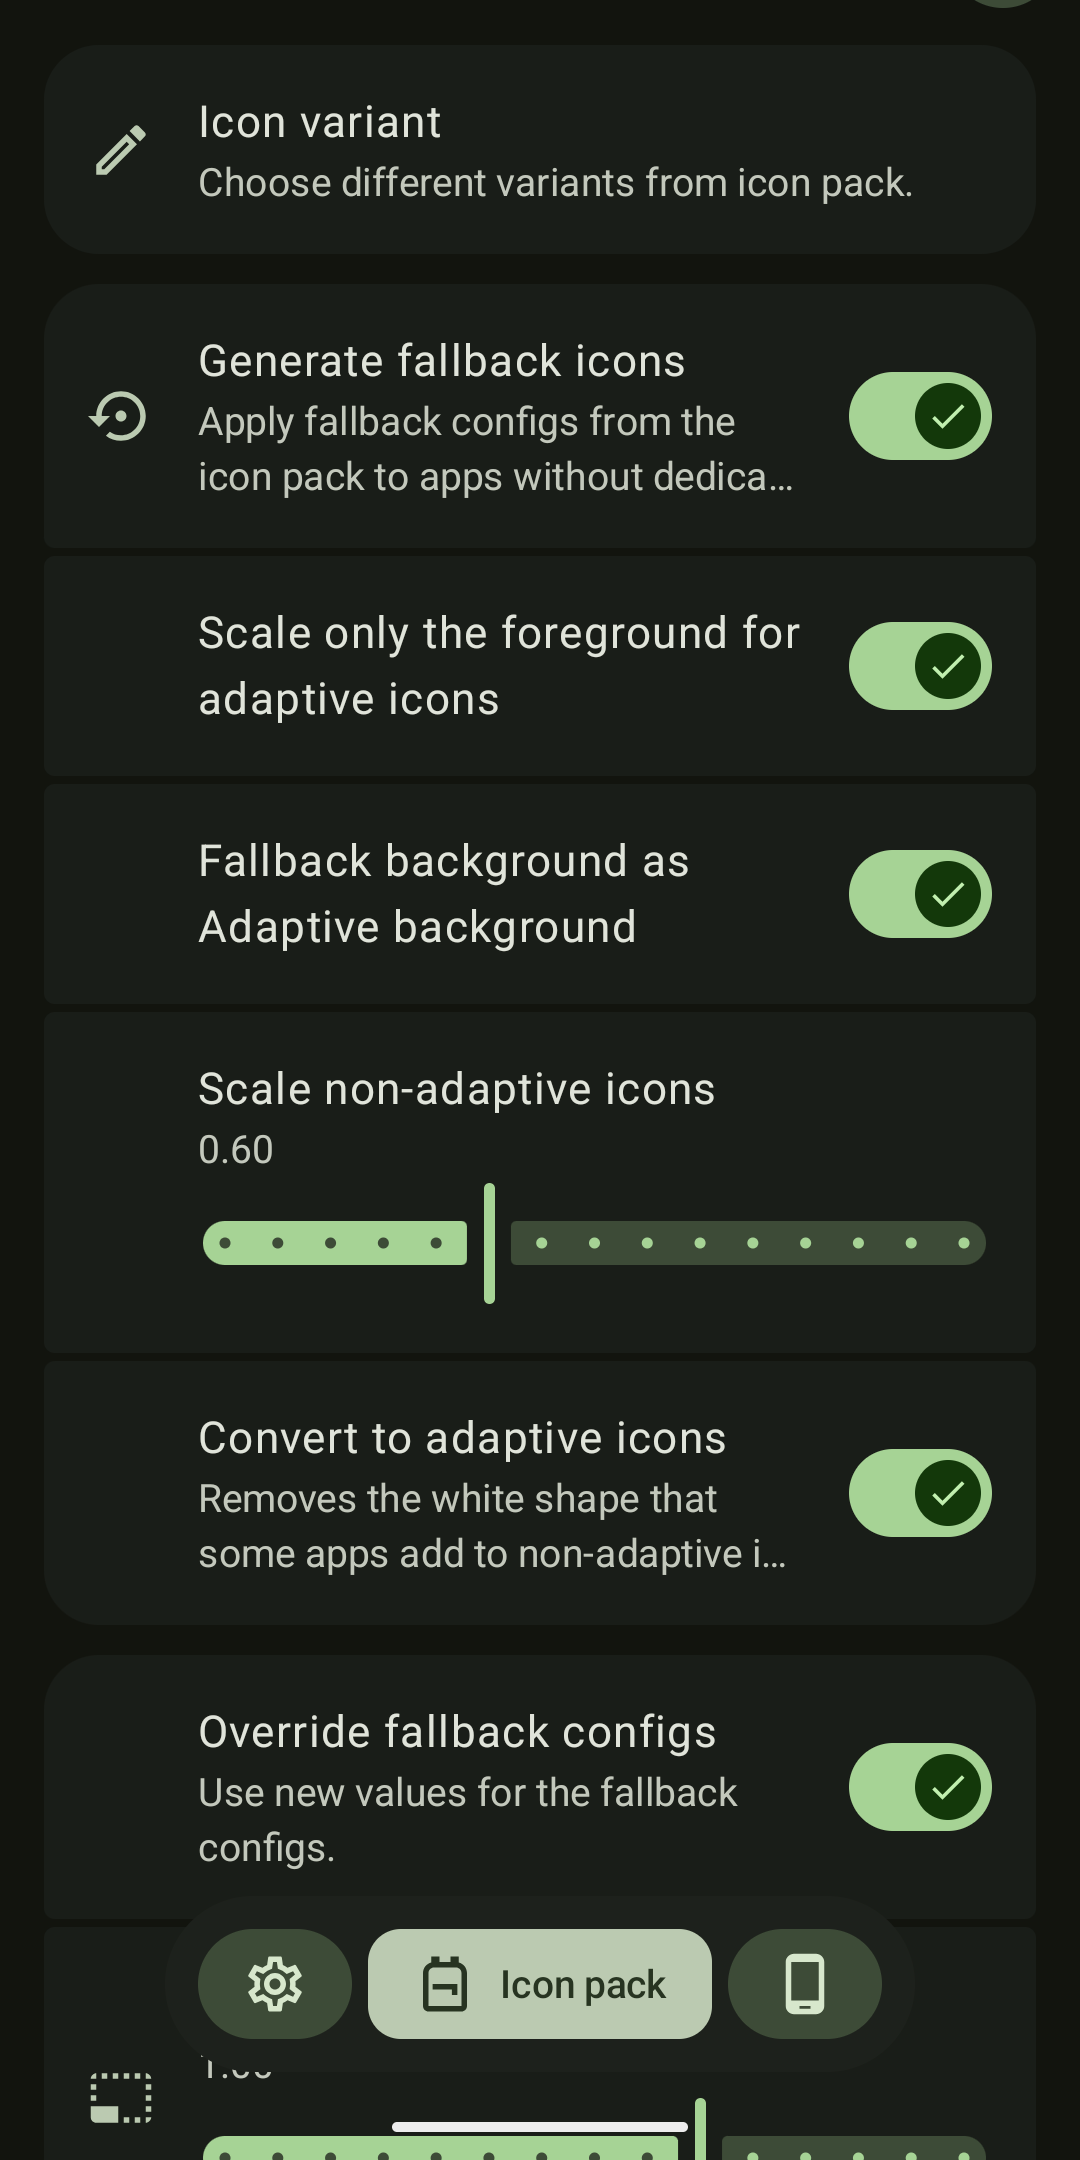 Icon variant
Choose different variants from icon pack.
Generate fallback icons
Apply fallback configs from the
icon pack to apps without dedica...
Scale only the foreground for
adaptive icons
Fallback background as
Adaptive background
Scale non-adaptive icons
0.60
Convert to adaptive icons
Removes the white shape that
some apps add to non-adaptive i...
Override fallback configs
Use new values for the fallback
configs.
Icon pack